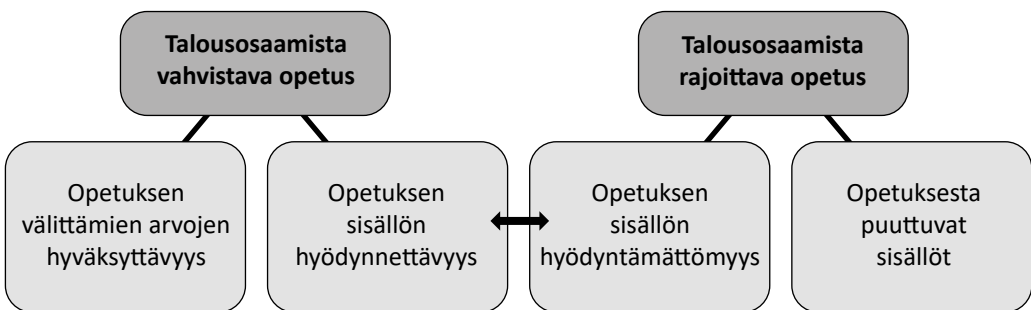 Talousosaamista
vahvistava opetus
Talousosaamista
rajoittava opetus
Opetuksen
välittämien arvojen
hyväksyttävyys
Opetuksen
sisällön
hyödynnettävyys
Opetuksen
sisällön
hyödyntämättömyys
Opetuksesta
puuttuvat
sisällöt